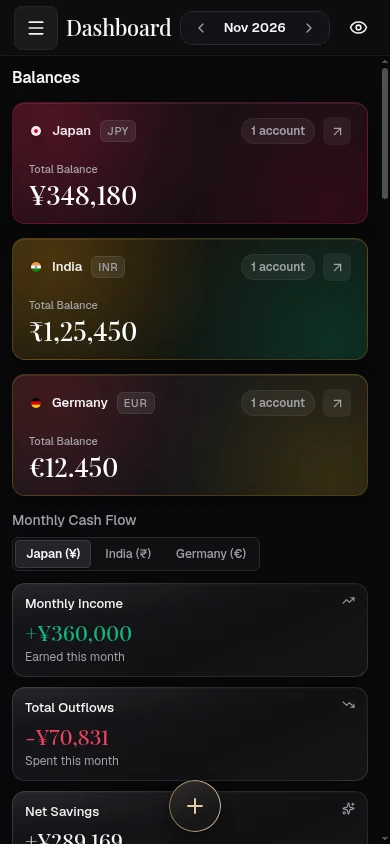 Dashboard
Nov 2026
Balances
Japan JPY 1 account
Total Balance
¥348,180
India INR 1 account
Total Balance
₹1,25,450
Germany EUR 1 account
Total Balance
€12.450
Monthly Cash Flow
Japan (¥) India (₹) Germany (€)
Monthly Income
+¥360,000
Earned this month
Total Outflows
-¥70,831
Spent this month
Net Savings
+¥289,169